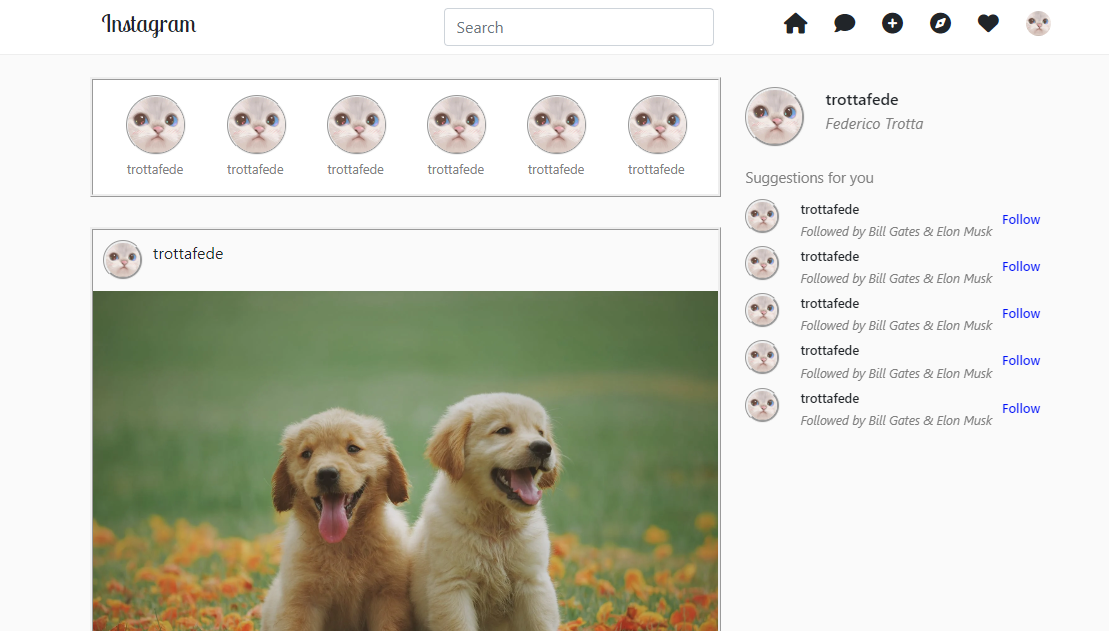 Instagram
Search
trottafede trottafede trottafede trottafede trottafede trottafede
trottafede
trottafede
Federico Trotta
Suggestions for you
trottafede
Followed by Bill Gates & Elon Musk
Follow
trottafede
Followed by Bill Gates & Elon Musk
Follow
trottafede
Followed by Bill Gates & Elon Musk
Follow
trottafede
Followed by Bill Gates & Elon Musk
Follow
trottafede
Followed by Bill Gates & Elon Musk
Follow